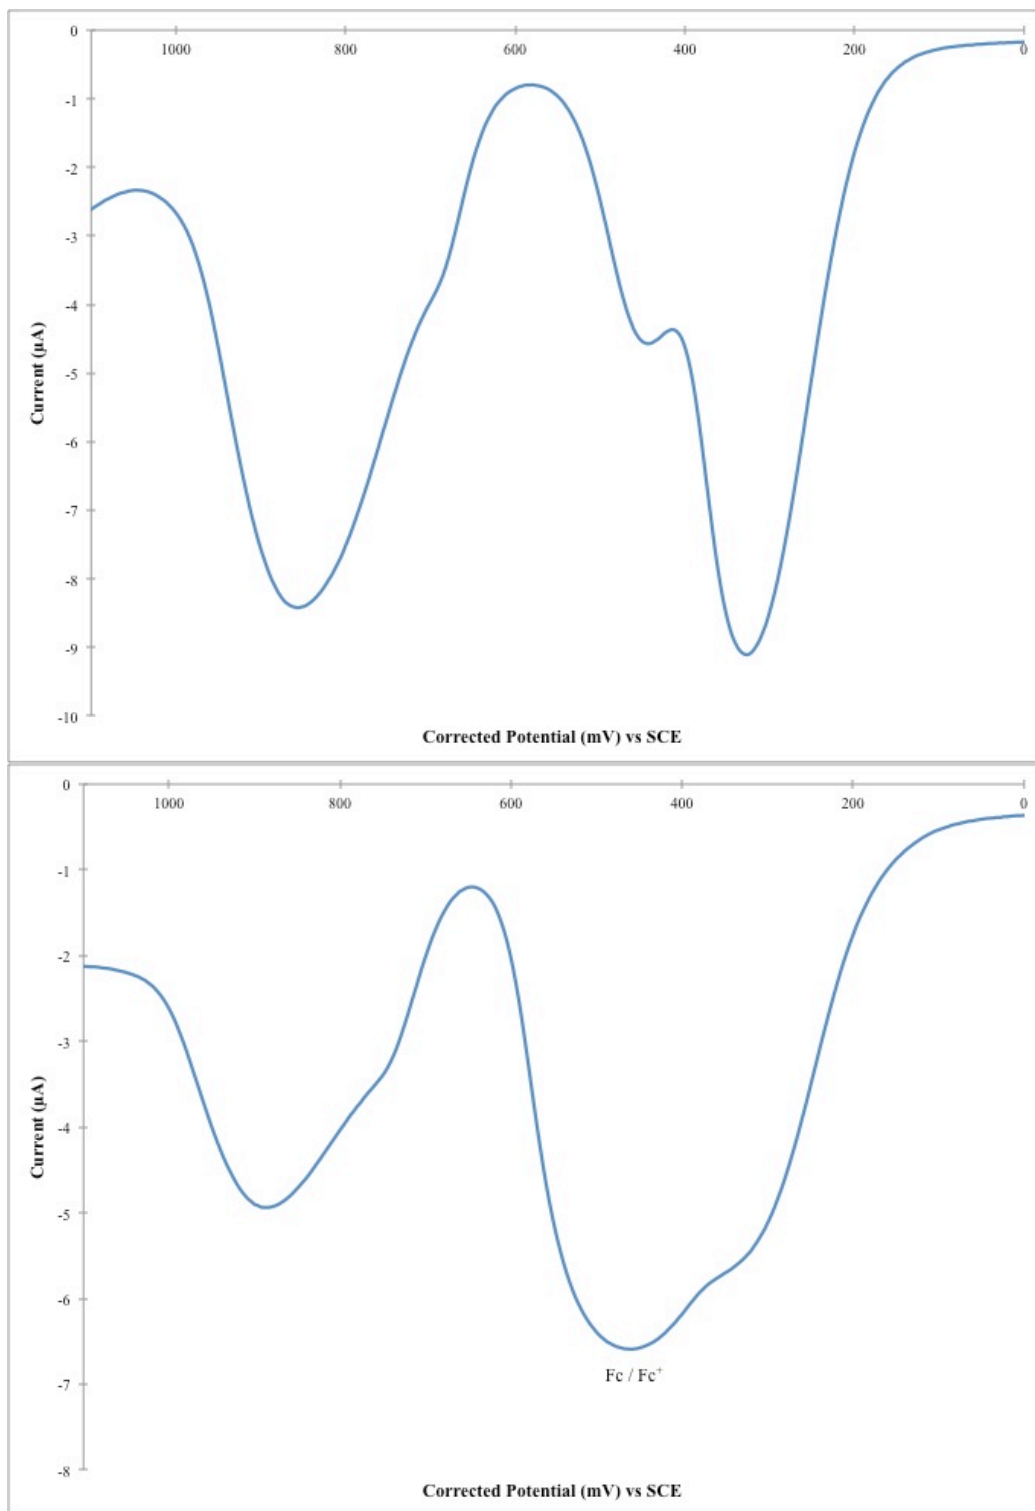 0
1000 800 600 400 200 0
-1
-2
-3
-4
-5
-6
-7
-8
-9
-10
Current (µA)
Corrected Potential (mV) vs SCE
0
1000 800 600 400 200 0
-1
-2
-3
-4
-5
-6
-7
-8
Current (µA)
Fc / Fc⁺
Corrected Potential (mV) vs SCE